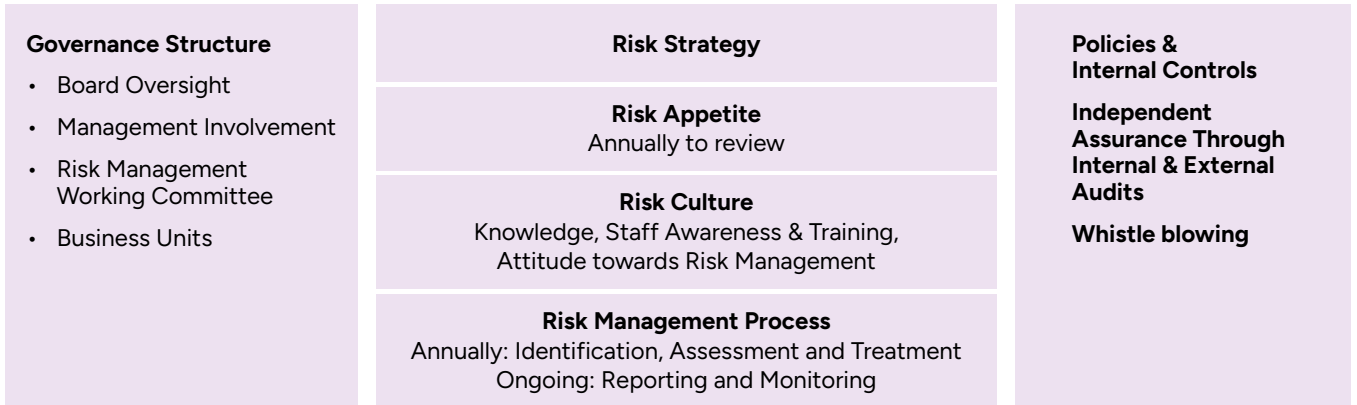 Governance Structure
• Board Oversight
• Management Involvement
• Risk Management
Working Committee
• Business Units
Risk Strategy
Risk Appetite
Annually to review
Risk Culture
Knowledge, Staff Awareness & Training,
Attitude towards Risk Management
Risk Management Process
Annually: Identification, Assessment and Treatment
Ongoing: Reporting and Monitoring
Policies &
Internal Controls
Independent
Assurance Through
Internal & External
Audits
Whistle blowing